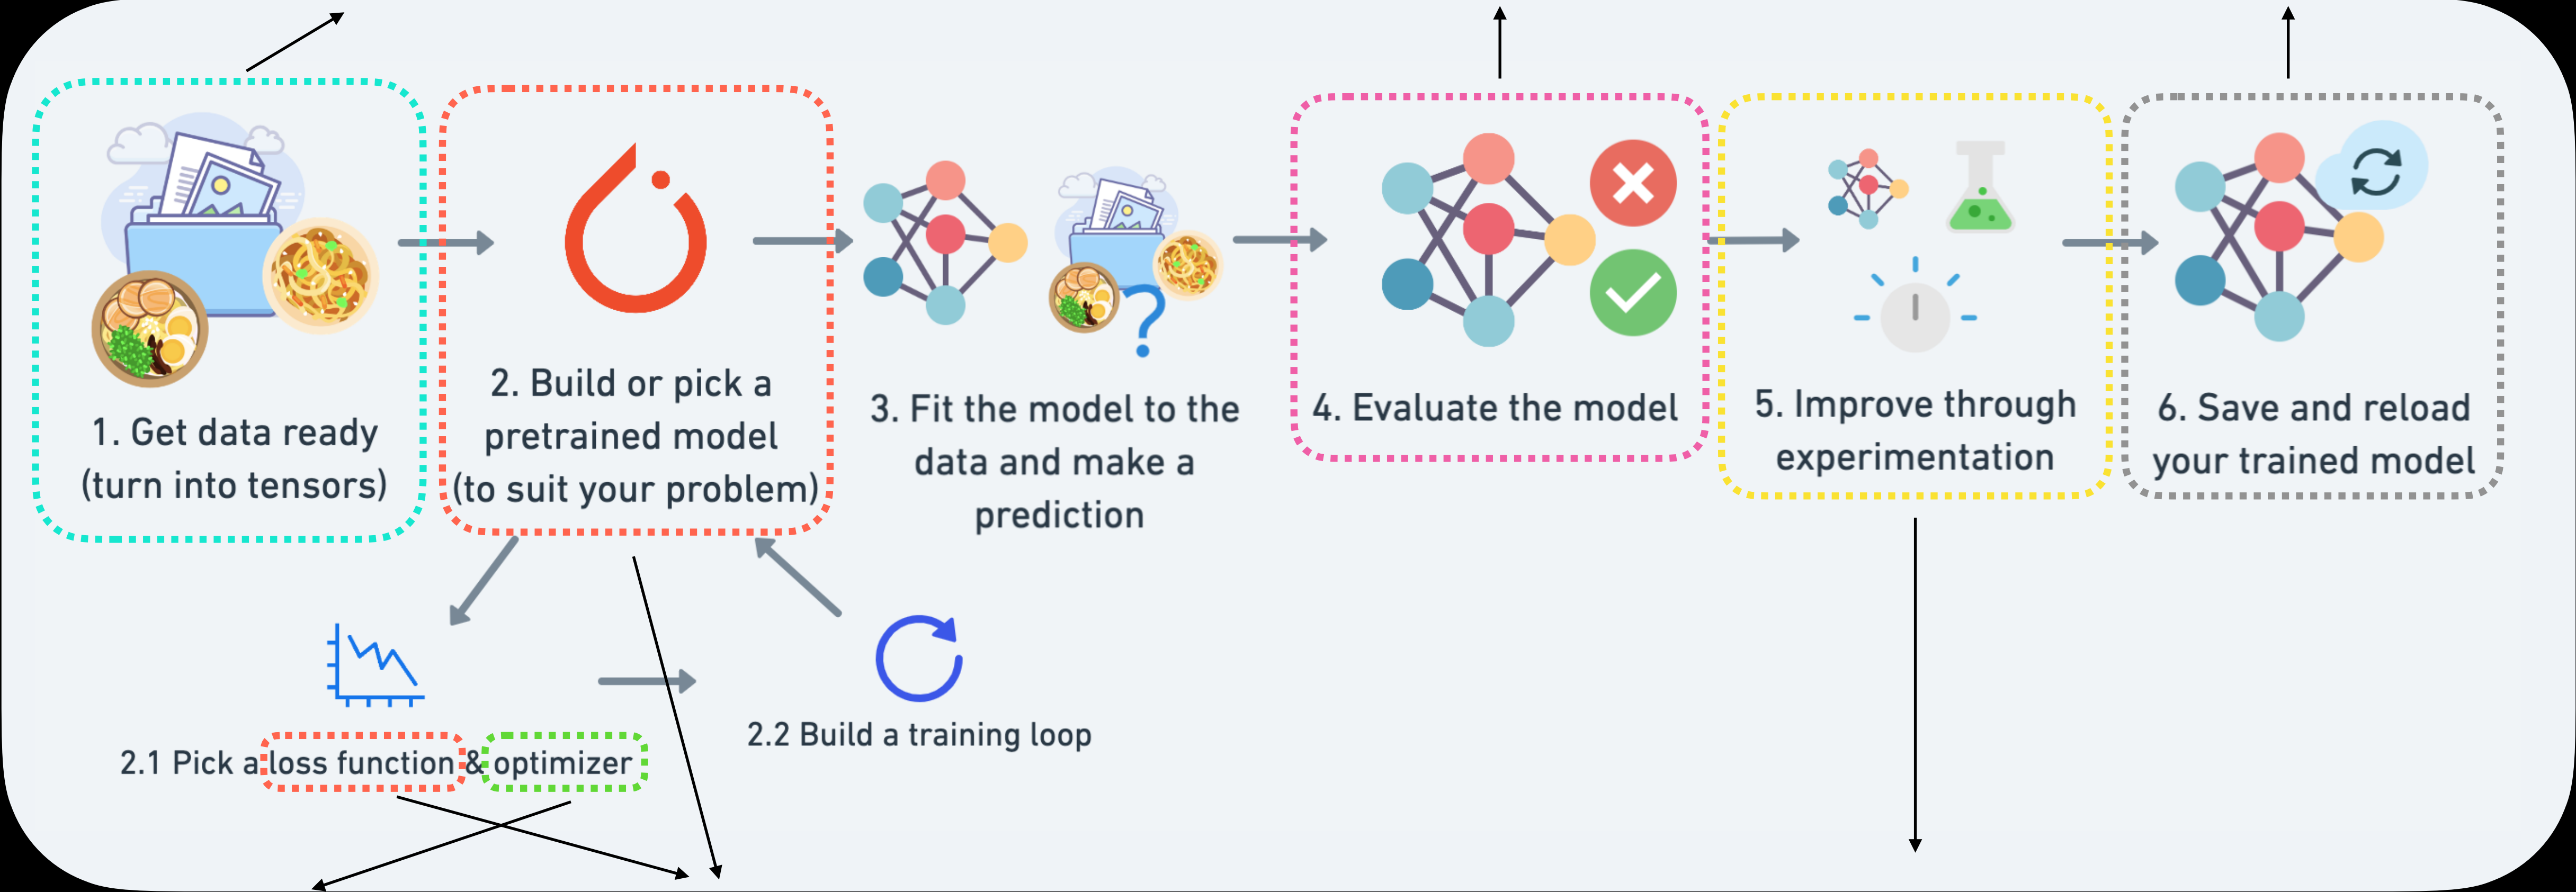 1. Get data ready
(turn into tensors)
2. Build or pick a
pretrained model
(to suit your problem)
3. Fit the model to the
data and make a
prediction
4. Evaluate the model
5. Improve through
experimentation
6. Save and reload
your trained model
2.1 Pick a loss function & optimizer
2.2 Build a training loop